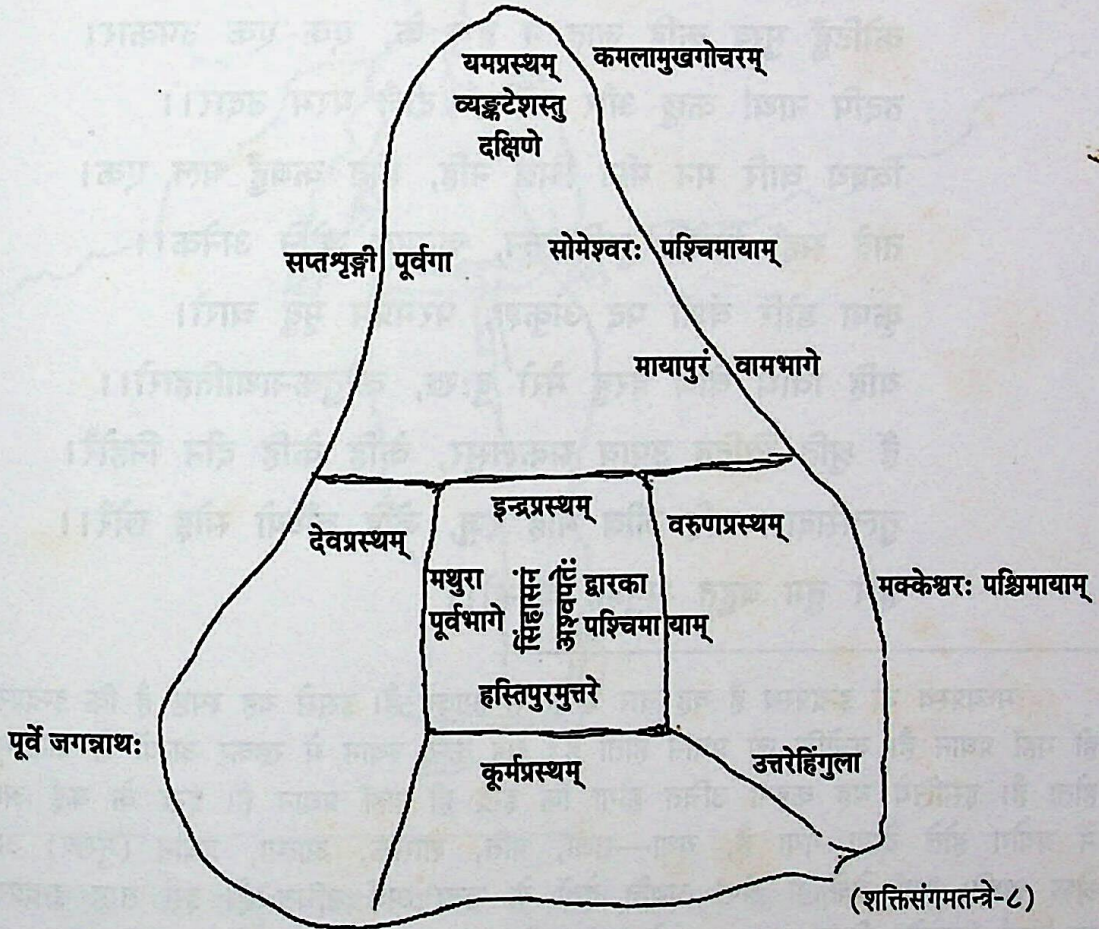 यमप्रस्थम्
कमलामुखगोचरम्
व्यङ्कटेशस्तु
दक्षिणे
सप्तशृङ्गी पूर्वगा
सोमेश्वर: पश्चिमायाम्
मायापुरं वामभागे
इन्द्रप्रस्थम्
देवप्रस्थम्
वरुणप्रस्थम्
मथुरा
पूर्वभागे
सिंहासनं
द्वारका
पश्चिमायाम्
मक्केश्वर: पश्चिमायाम्
हस्तिपुरमुत्तरे
पूर्वे जगन्नाथ:
कूर्मप्रस्थम्
उत्तरेहिंगुला
(शक्तिसंगमतन्त्रे-८)